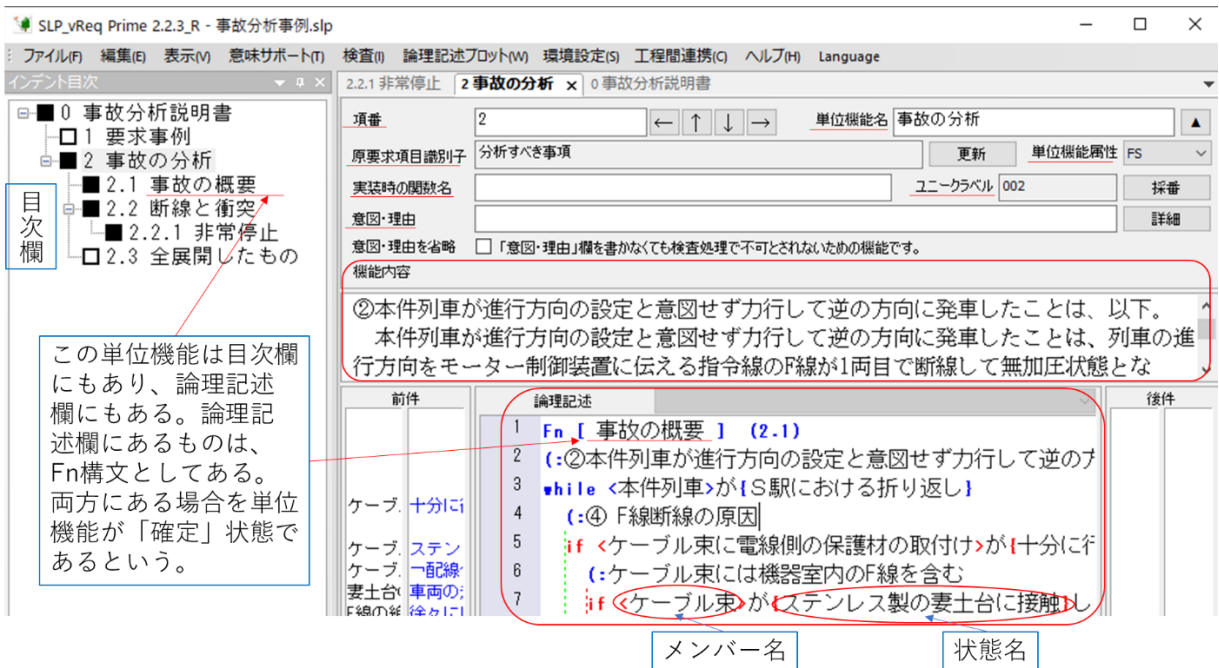 SLP_vReq Prime 2.2.3_R - 事故分析事例.slp
ファイル(F) 編集(E) 表示(V) 意味サポート(T) 検査(I) 論理記述プロット(W) 環境設定(S) 工程間連携(C) ヘルプ(H) Language
インデント目次
0 事故分析説明書
1 要求事例
2 事故の分析
2.1 事故の概要
2.2 断線と衝突
2.2.1 非常停止
2.3 全展開したもの
目次欄
この単位機能は目次欄
にもあり、論理記述
欄にもある。論理記
述欄にあるものは、
Fn構文としてある。
両方にある場合を単位
機能が「確定」状態で
あるという。
2.2.1 非常停止 2 事故の分析 x 0 事故分析説明書
項番 2 ← ↑ ↓ → 単位機能名 事故の分析 ▲
原要求項目識別子 分析すべき事項 更新 単位機能属性 FS
実装時の関数名 ユニークラベル 002 採番
意図・理由 詳細
意図・理由を省略 「意図・理由」欄を書かなくても検査処理で不可とされないための機能です。
機能内容
②本件列車が進行方向の設定と意図せず力行して逆の方向に発車したことは、以下。
本件列車が進行方向の設定と意図せず力行して逆の方向に発車したことは、列車の進
行方向をモーター制御装置に伝える指令線のF線が1両目で断線して無加圧状態とな
前件 論理記述 後件
1 Fn [ 事故の概要 ] (2.1)
2 (:②本件列車が進行方向の設定と意図せず力行して逆の方
3 while <本件列車>が{S駅における折り返し}
4 (:④ F線断線の原因
5 if <ケーブル束に電線側の保護材の取付け>が{十分に行
6 (:ケーブル束には機器室内のF線を含む
7 if <ケーブル束>が{ステンレス製の妻土台に接触}し
ケーブ. 十分に行
ケーブ. ステン
ケーブ. ¬配線
妻土台 車両の
F線の 徐々に
メンバー名
状態名